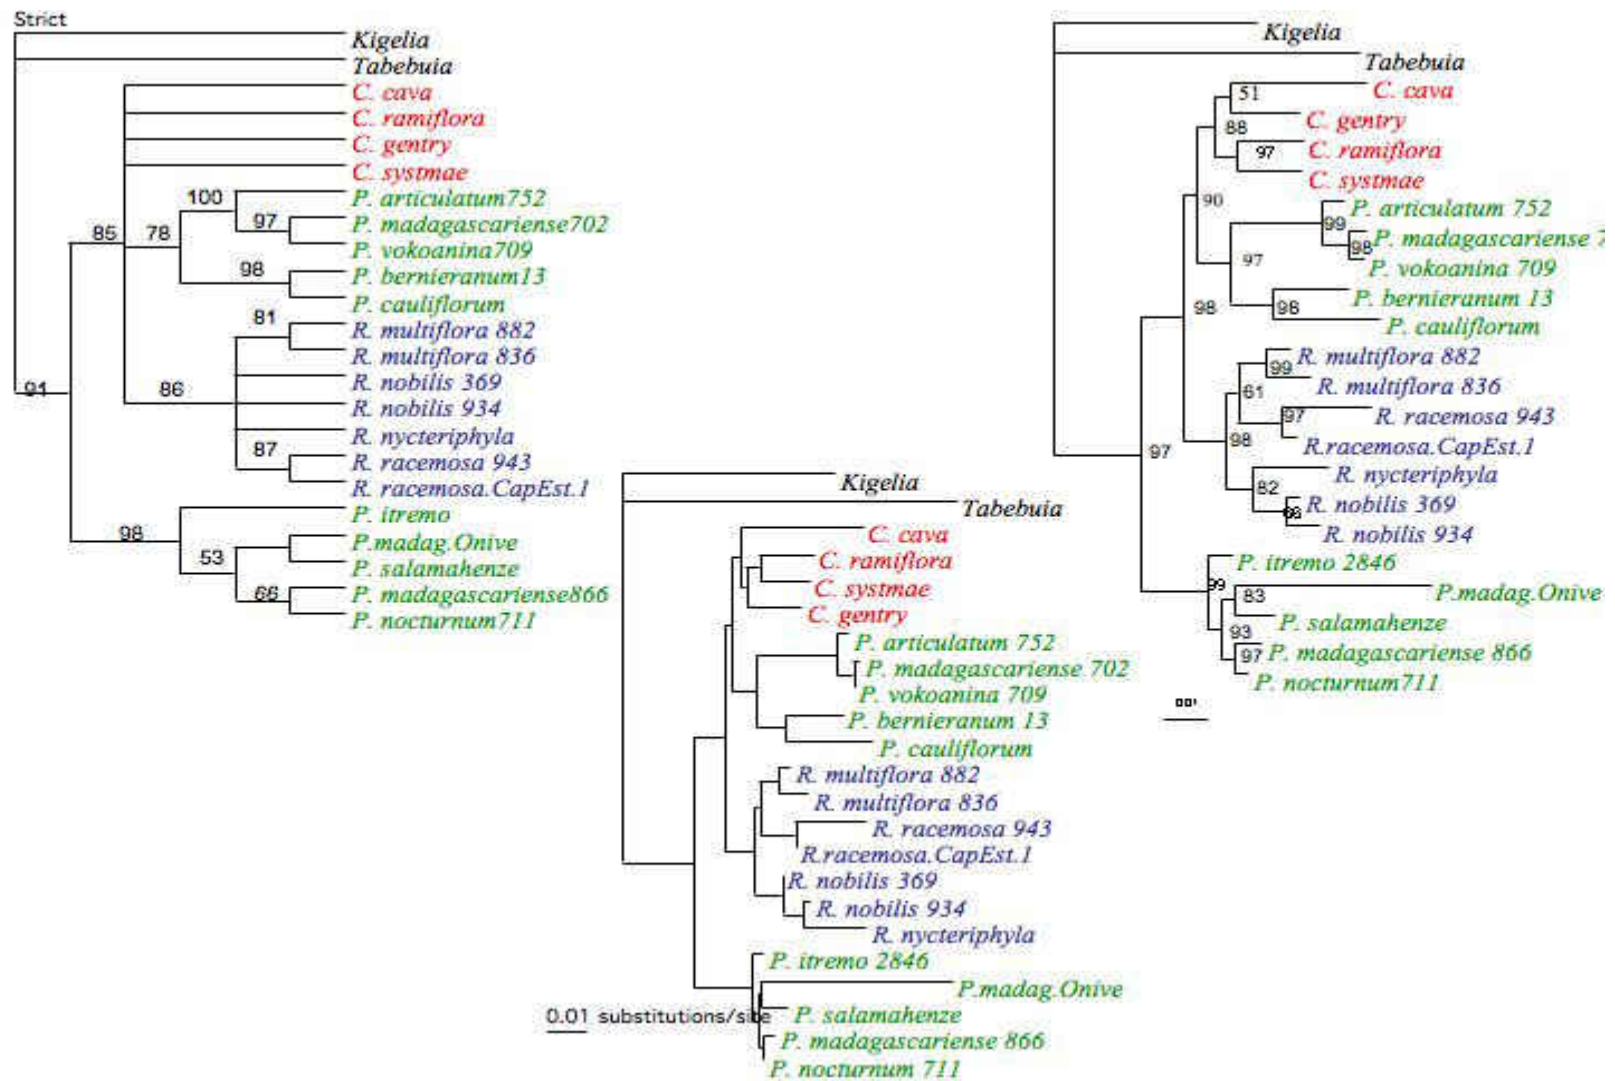 Strict
Kigelia
Tabebuia
C. cava
C. ramiflora
C. gentry
C. systmae
100
P. articulatum752
97
P. madagascariense702
85
78
P. vokoanina709
98
P. bernieranum13
P. cauliflorum
81
R. multiflora 882
R. multiflora 836
91
86
R. nobilis 369
R. nobilis 934
R. nycteriphyla
87
R. racemosa 943
R. racemosa.CapEst.1
P. itremo
98
P.madag.Onive
53
P. salamahenze
66
P. madagascariense866
P. nocturnum711
Kigelia
Tabebuia
C. cava
C. ramiflora
C. systmae
C. gentry
P. articulatum 752
P. madagascariense 702
P. vokoanina 709
P. bernieranum 13
P. cauliflorum
R. multiflora 882
R. multiflora 836
R. racemosa 943
R.racemosa.CapEst.1
R. nobilis 369
R. nobilis 934
R. nycteriphyla
P. itremo 2846
P.madag.Onive
0.01 substitutions/site
P. salamahenze
P. madagascariense 866
P. nocturnum 711
Kigelia
Tabebuia
51
C. cava
C. gentry
88
97
C. ramiflora
C. systmae
90
P. articulatum 752
99
P. madagascariense 7
98
P. vokoanina 709
97
P. bernieranum 13
98
98
P. cauliflorum
R. multiflora 882
99
R. multiflora 836
61
97
R. racemosa 943
98
R.racemosa.CapEst.1
97
R. nycteriphyla
82
R. nobilis 369
R. nobilis 934
P. itremo 2846
99
83
P.madag.Onive
P. salamahenze
93
97
P. madagascariense 866
P. nocturnum711